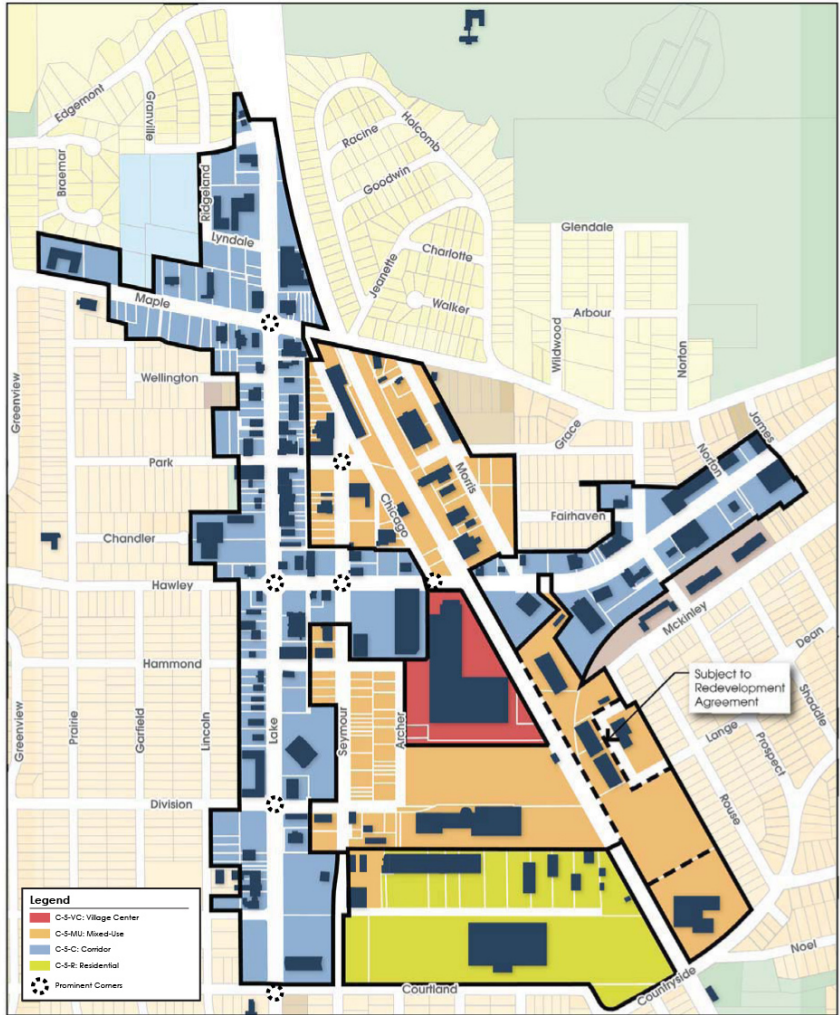 Edgemont
Granville
Braemar
Ridgeland
Lyndale
Racine
Holcomb
Goodwin
Charlotte
Jeanette
Walker
Glendale
Arbour
Wildwood
Norton
Maple
Wellington
Greenview
Park
Chandler
Hawley
Grace
Norton
James
Morris
Chicago
Fairhaven
Mckinley
Dean
Shaddle
Hammond
Greenview
Prairie
Garfield
Lincoln
Lake
Seymour
Archer
Subject to
Redevelopment
Agreement
Lange
Prospect
Rouse
Division
Noel
Countryside
Courtland
Legend
C-5-VC: Village Center
C-5-MU: Mixed-Use
C-5-C: Corridor
C-5-R: Residential
Prominent Corners